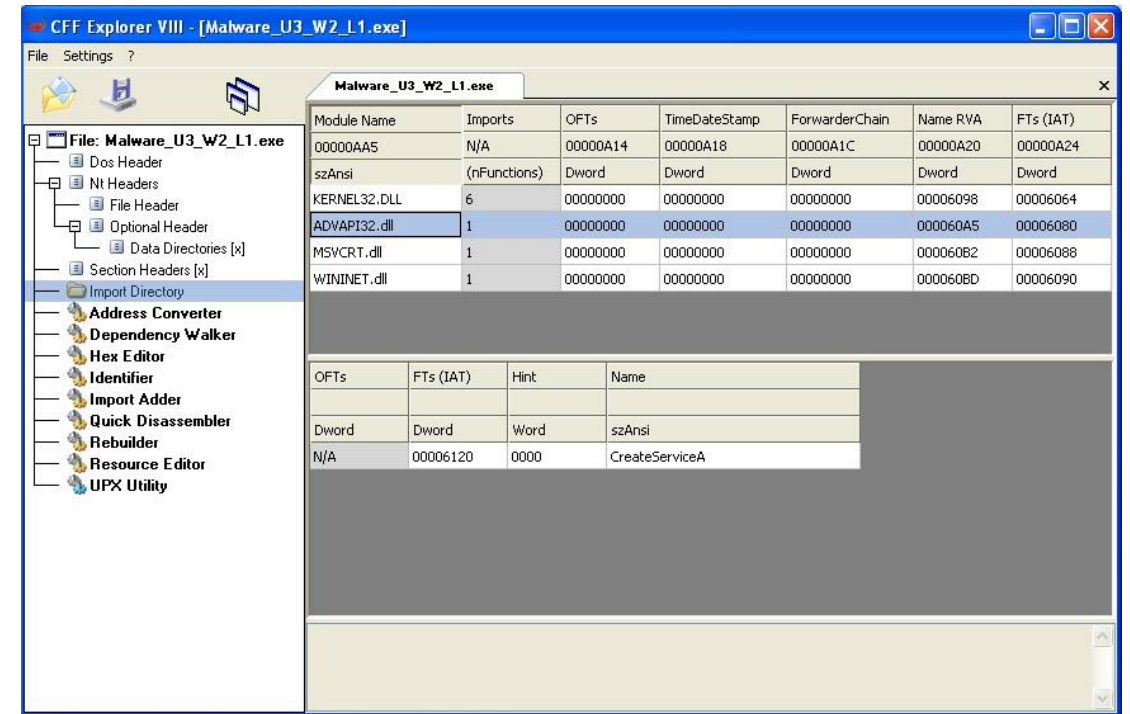 CFF Explorer VIII - [Malware_U3_W2_L1.exe]
File Settings ?
Malware_U3_W2_L1.exe
File: Malware_U3_W2_L1.exe
Dos Header
Nt Headers
File Header
Optional Header
Data Directories [x]
Section Headers [x]
Import Directory
Address Converter
Dependency Walker
Hex Editor
Identifier
Import Adder
Quick Disassembler
Rebuilder
Resource Editor
UPX Utility
Module Name Imports OFTs TimeDateStamp ForwarderChain Name RVA FTs (IAT)
00000AA5 N/A 00000A14 00000A18 00000A1C 00000A20 00000A24
szAnsi (nFunctions) Dword Dword Dword Dword Dword
KERNEL32.DLL 6 00000000 00000000 00000000 00006098 00006064
ADVAPI32.dll 1 00000000 00000000 00000000 000060A5 00006080
MSVCRT.dll 1 00000000 00000000 00000000 000060B2 00006088
WININET.dll 1 00000000 00000000 00000000 000060BD 00006090
OFTs FTs (IAT) Hint Name
Dword Dword Word szAnsi
N/A 00006120 0000 CreateServiceA